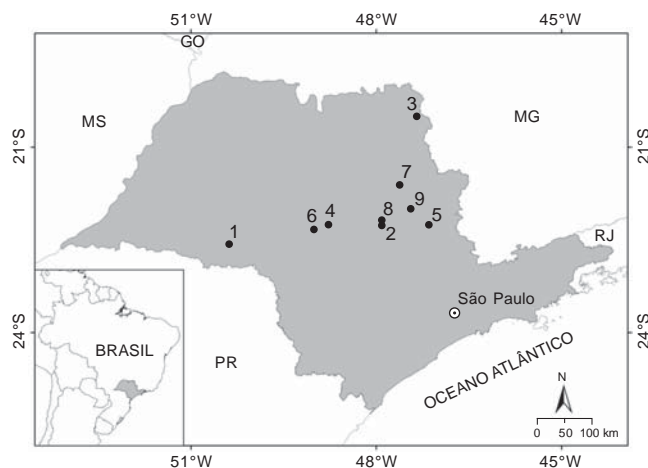 51°W 48°W 45°W
GO
MS
3
MG
21°S 21°S
7
9
8
6 4 5
2
1
RJ
São Paulo
24°S 24°S
BRASIL
PR
OCEANO ATLÂNTICO
N
0 50 100 km
51°W 48°W 45°W